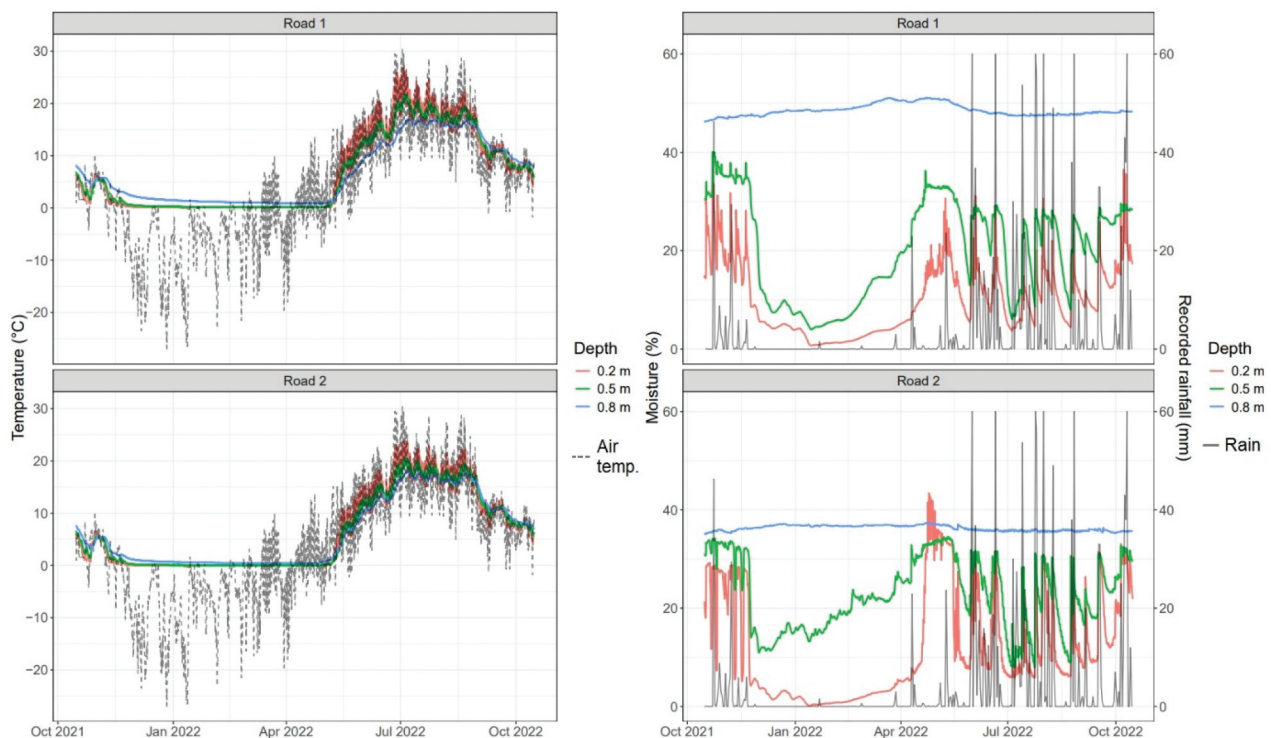 Road 1
30
20
10
0
−10
−20
Road 2
30
20
10
0
−10
−20
Temperature (°C)
Oct 2021 Jan 2022 Apr 2022 Jul 2022 Oct 2022
Depth
0.2 m
0.5 m
0.8 m
Air
temp.
Road 1
60
40
20
0
60
40
20
0
Road 2
60
40
20
0
60
40
20
0
Moisture (%)
Recorded rainfall (mm)
Oct 2021 Jan 2022 Apr 2022 Jul 2022 Oct 2022
Depth
0.2 m
0.5 m
0.8 m
Rain